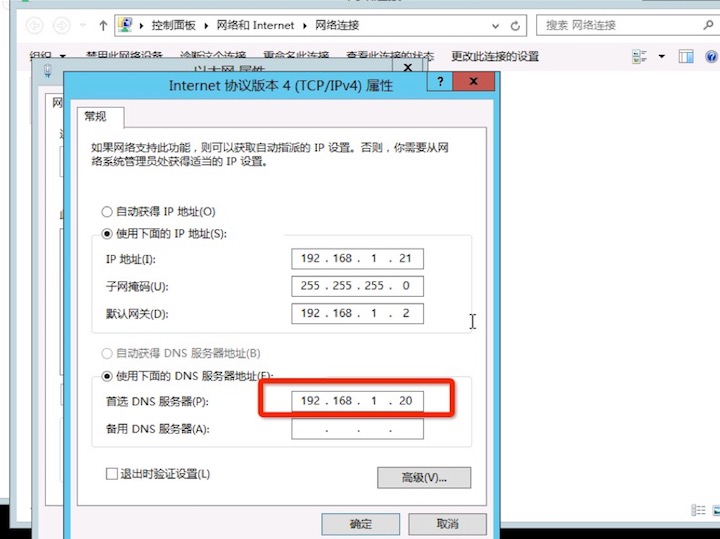 控制面板 网络和 Internet 网络连接
搜索 网络连接
组织 禁用此网络设备 诊断这个连接 重命名此连接 查看此连接的状态 更改此连接的设置
以太网 属性
Internet 协议版本 4 (TCP/IPv4) 属性
常规
如果网络支持此功能，则可以获取自动指派的 IP 设置。否则，你需要从网
络系统管理员处获得适当的 IP 设置。
自动获得 IP 地址(O)
使用下面的 IP 地址(S):
IP 地址(I): 192 . 168 . 1 . 21
子网掩码(U): 255 . 255 . 255 . 0
默认网关(D): 192 . 168 . 1 . 2
自动获得 DNS 服务器地址(B)
使用下面的 DNS 服务器地址(E):
首选 DNS 服务器(P): 192 . 168 . 1 . 20
备用 DNS 服务器(A): . . .
退出时验证设置(L)
高级(V)...
确定 取消